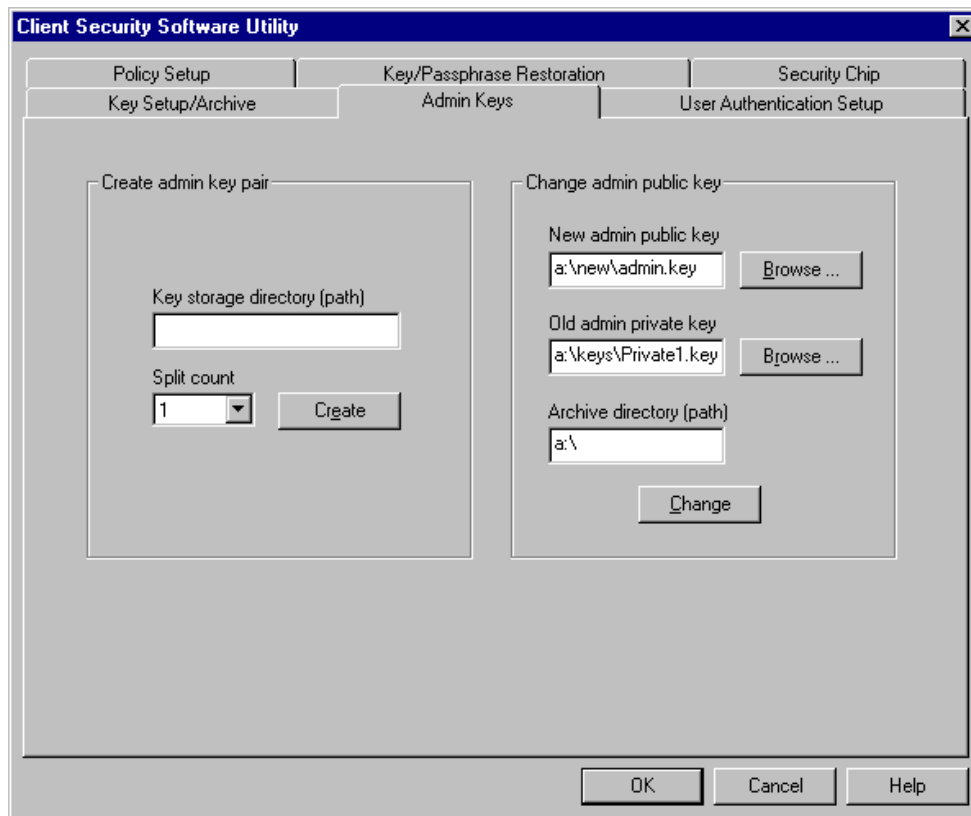 Client Security Software Utility
Policy Setup
Key/Passphrase Restoration
Security Chip
Key Setup/Archive
Admin Keys
User Authentication Setup
Create admin key pair
Key storage directory (path)
Split count
1
Create
Change admin public key
New admin public key
a:\new\admin.key
Browse ...
Old admin private key
a:\keys\Private1.key
Browse ...
Archive directory (path)
a:\
Change
OK
Cancel
Help